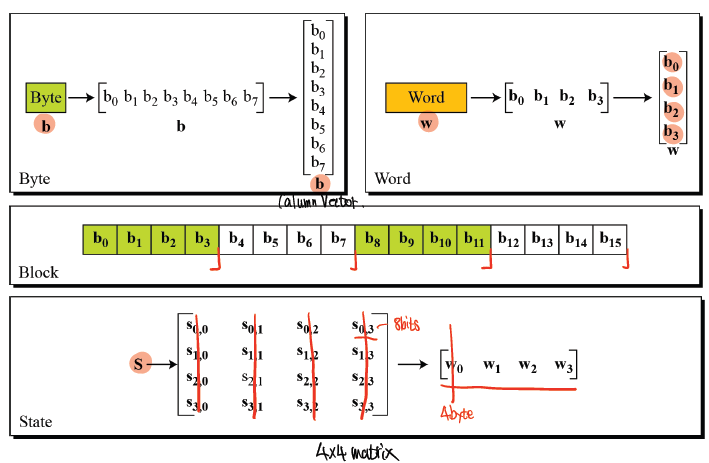 Byte
b
[b0 b1 b2 b3 b4 b5 b6 b7]
b
b0
b1
b2
b3
b4
b5
b6
b7
b
Byte
Column Vector.
Word
w
[b0 b1 b2 b3]
w
b0
b1
b2
b3
w
Word
b0 b1 b2 b3 b4 b5 b6 b7 b8 b9 b10 b11 b12 b13 b14 b15
Block
S
s0,0 s0,1 s0,2 s0,3
s1,0 s1,1 s1,2 s1,3
s2,0 s2,1 s2,2 s2,3
s3,0 s3,1 s3,2 s3,3
8bits
[w0 w1 w2 w3]
4byte
State
4x4 matrix